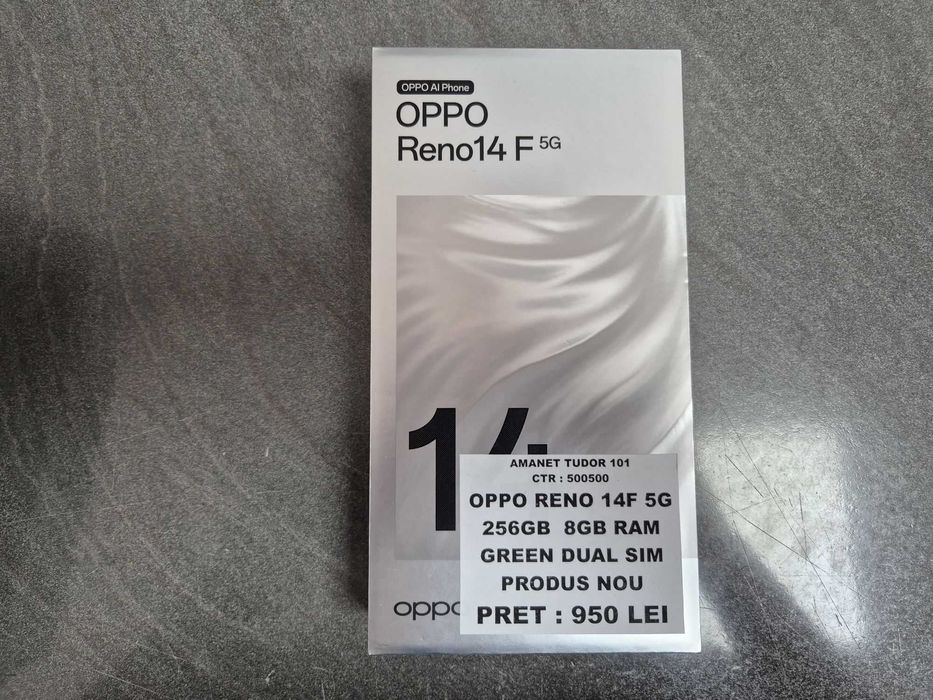 OPPO AI Phone
OPPO
Reno14 F 5G
14
AMANET TUDOR 101
CTR : 500500
OPPO RENO 14F 5G
256GB 8GB RAM
GREEN DUAL SIM
PRODUS NOU
PRET : 950 LEI
oppo